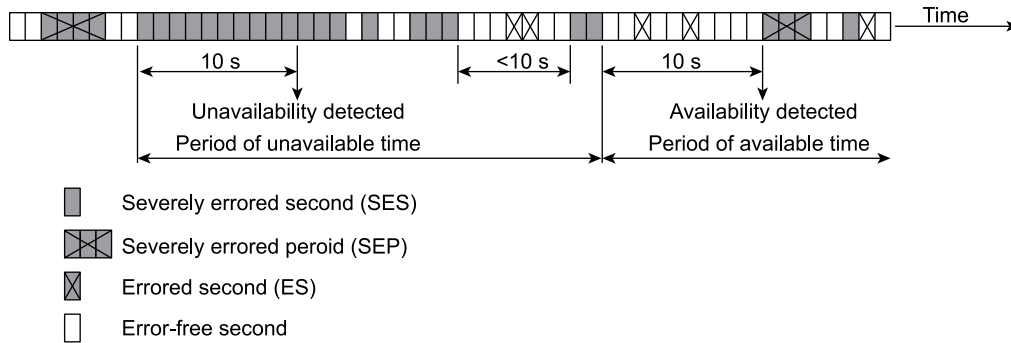 Time
10 s
<10 s
10 s
Unavailability detected
Availability detected
Period of unavailable time
Period of available time
Severely errored second (SES)
Severely errored peroid (SEP)
Errored second (ES)
Error-free second